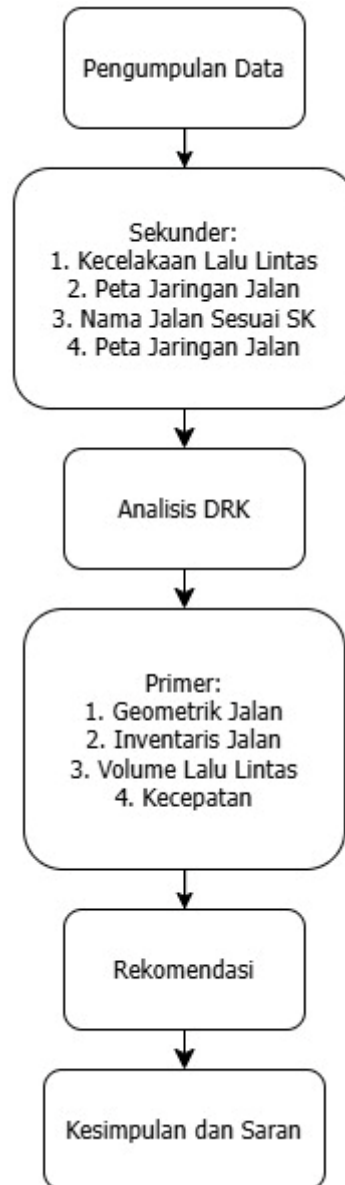 Pengumpulan Data
Sekunder:
1. Kecelakaan Lalu Lintas
2. Peta Jaringan Jalan
3. Nama Jalan Sesuai SK
4. Peta Jaringan Jalan
Analisis DRK
Primer:
1. Geometrik Jalan
2. Inventaris Jalan
3. Volume Lalu Lintas
4. Kecepatan
Rekomendasi
Kesimpulan dan Saran